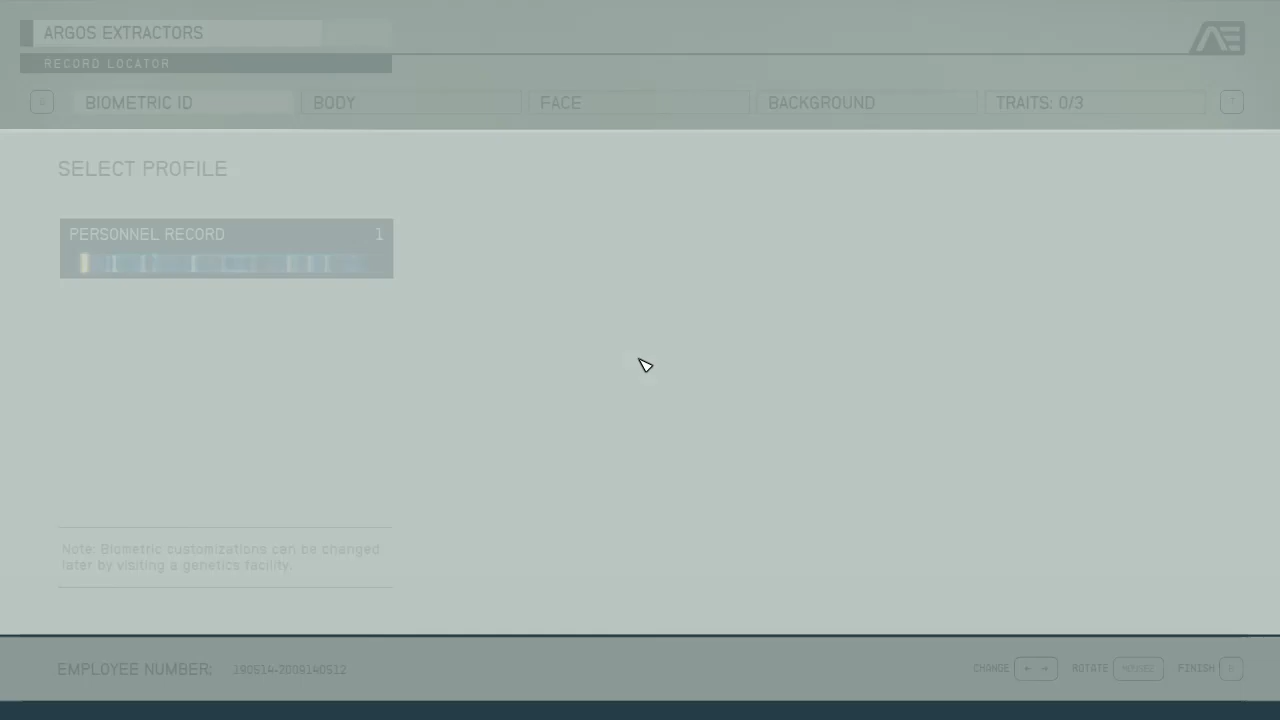 ARGOS EXTRACTORS
RECORD LOCATOR
BIOMETRIC ID
BODY
FACE
BACKGROUND
TRAITS: 0/3
SELECT PROFILE
PERSONNEL RECORD 1
Note: Biometric customizations can be changed
later by visiting a genetics facility.
EMPLOYEE NUMBER:
CHANGE ← →
ROTATE
FINISH